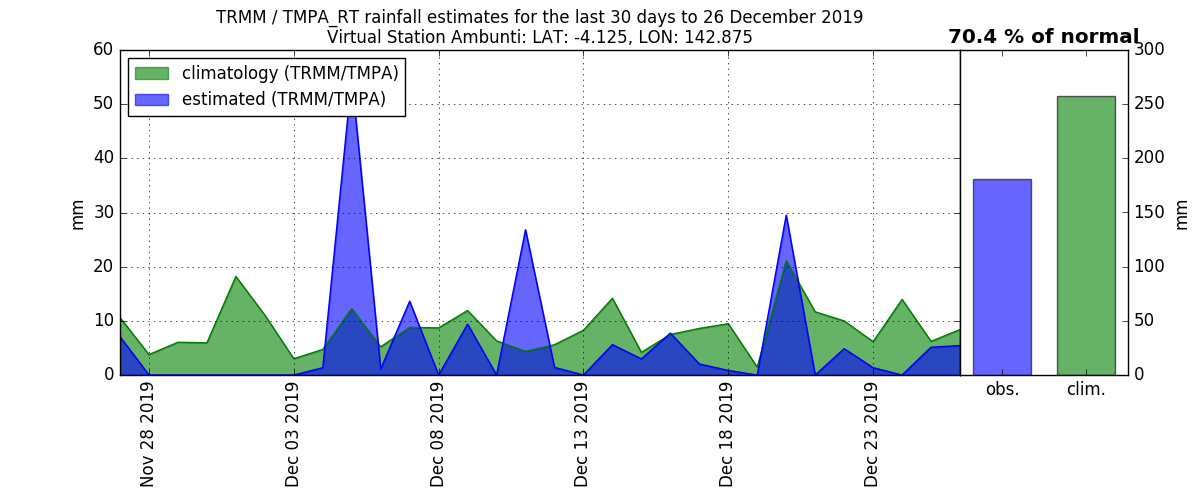 TRMM / TMPA_RT rainfall estimates for the last 30 days to 26 December 2019
Virtual Station Ambunti: LAT: -4.125, LON: 142.875
70.4 % of normal
climatology (TRMM/TMPA)
estimated (TRMM/TMPA)
60
50
40
30
20
10
0
mm
Nov 28 2019
Dec 03 2019
Dec 08 2019
Dec 13 2019
Dec 18 2019
Dec 23 2019
obs.
clim.
300
250
200
150
100
50
0
mm